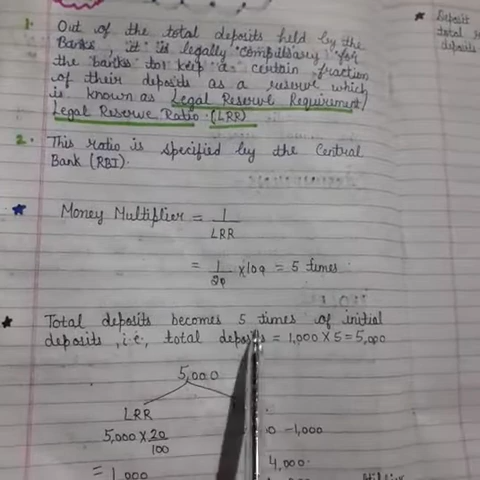 1. Out of the total deposits held by the
Banks, it is legally compulsary for
the banks to keep a certain fraction
of their deposits as a reserve which
is known as Legal Reserve Requirement/
Legal Reserve Ratio (LRR)
2. This ratio is specified by the Central
Bank (RBI).
Money Multiplier = 1/LRR
= 1/20 × 100 = 5 times
Total deposits becomes 5 times of initial
deposits, i.e, total deposits = 1,000 × 5 = 5,000
5,000
LRR
5,000 × 20/100
- 1,000
= 1,000
4,000
Deposit
total
deposits